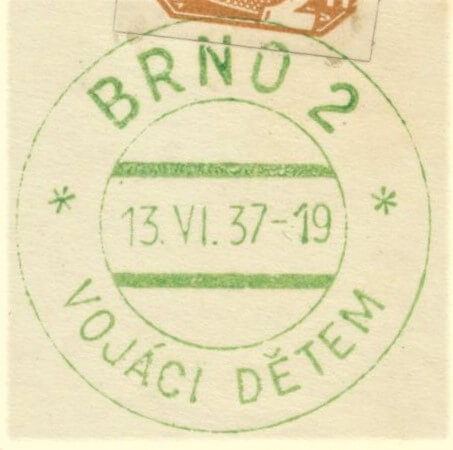 BRNO 2
13. VI. 37-19
VOJÁCI DĚTEM